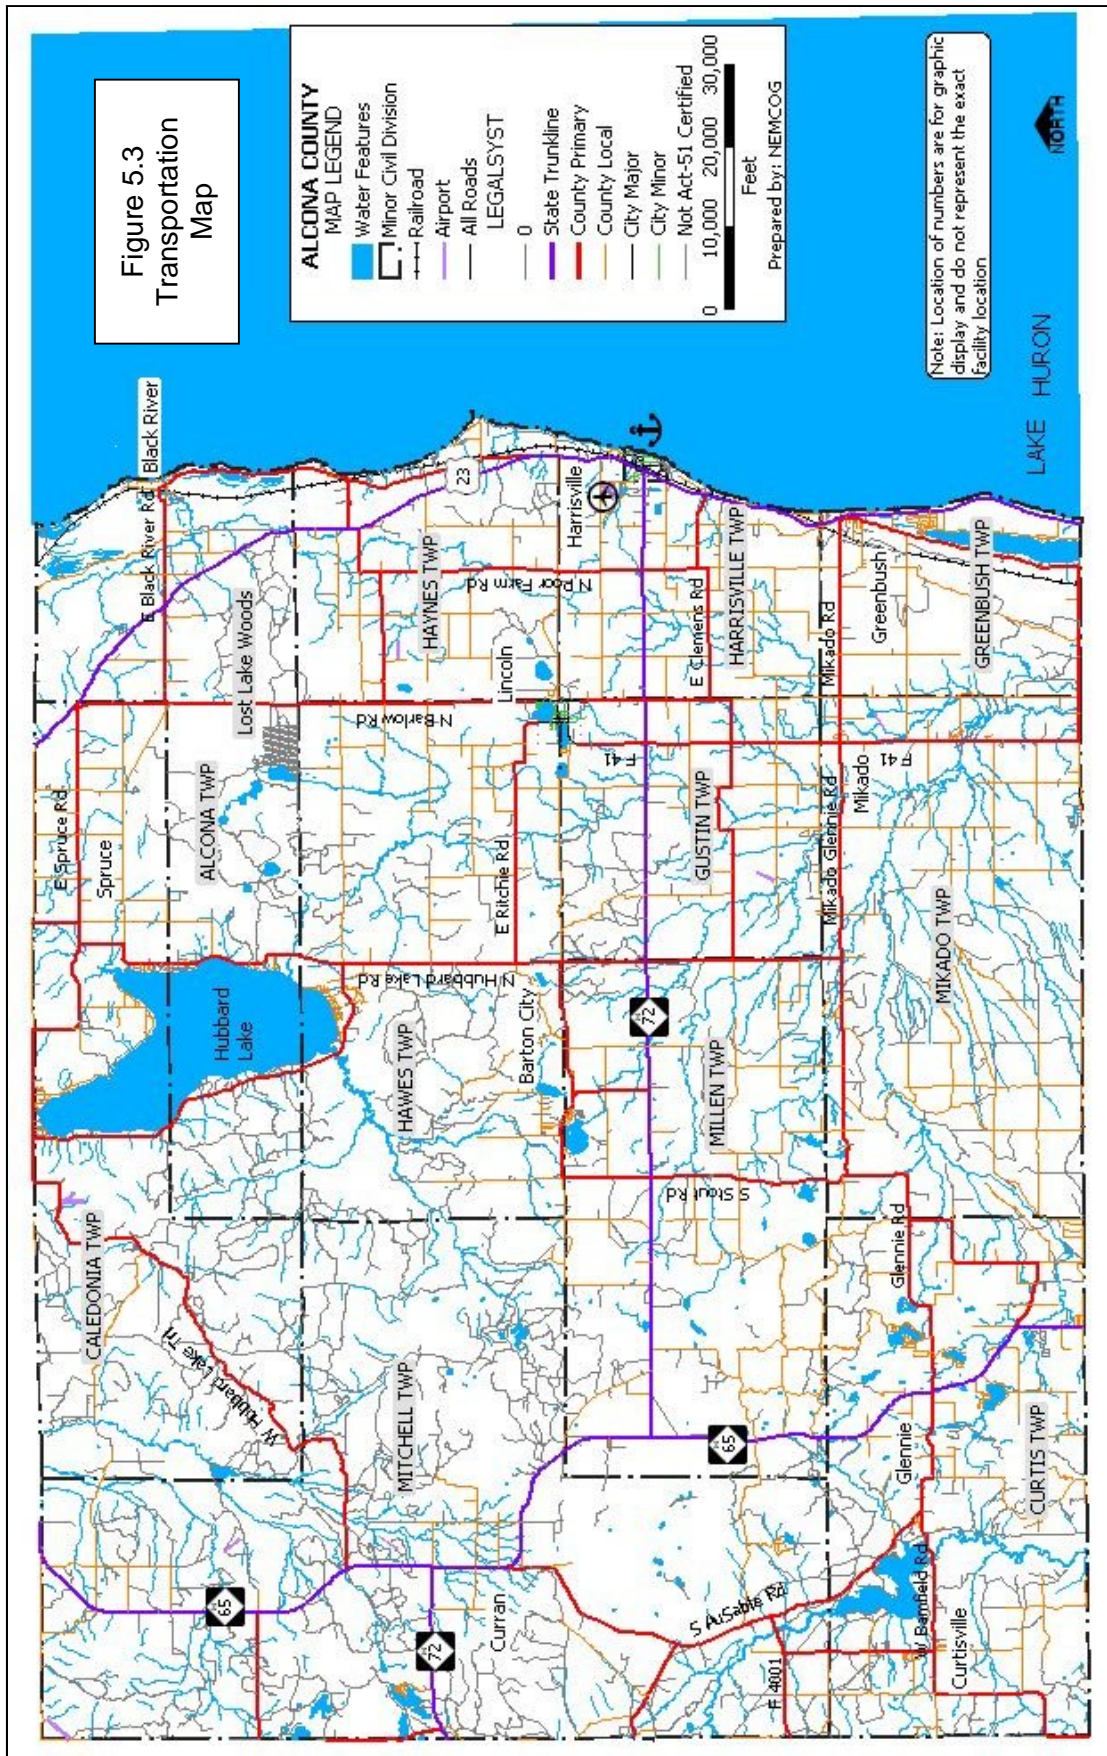 Figure 5.3
Transportation
Map
ALCONA COUNTY
MAP LEGEND
Water Features
Minor Civil Division
Railroad
Airport
All Roads
LEGALSYST
0
State Trunkline
County Primary
County Local
City Major
City Minor
Not Act-51 Certified
0 10,000 20,000 30,000
Feet
Prepared by: NEMCOG
Note: Location of numbers are for graphic
display and do not represent the exact
facility location
NORTH
LAKE HURON
Black River
E Black River Rd
23
Harrisville
HAYNES TWP
N Poor Farm Rd
E Clemens Rd
HARRISVILLE TWP
Mikado Rd
Greenbush
GREENBUSH TWP
Lost Lake Woods
Lincoln
N Barlow Rd
E Spruce Rd
Spruce
ALCONA TWP
E Ritchie Rd
F 41
GUSTIN TWP
Mikado Glennie Rd
Mikado
F 41
MIKADO TWP
Hubbard
Lake
N Hubbard Lake Rd
HAWES TWP
Barton City
M
72
MILLEN TWP
S Stout Rd
Glennie Rd
CALEDONIA TWP
W Hubbard Lake Trl
MITCHELL TWP
M
65
Glennie
CURTIS TWP
M
65
M
72
Curran
S AuSable Rd
F 4001
W Bamfield Rd
Curtisville